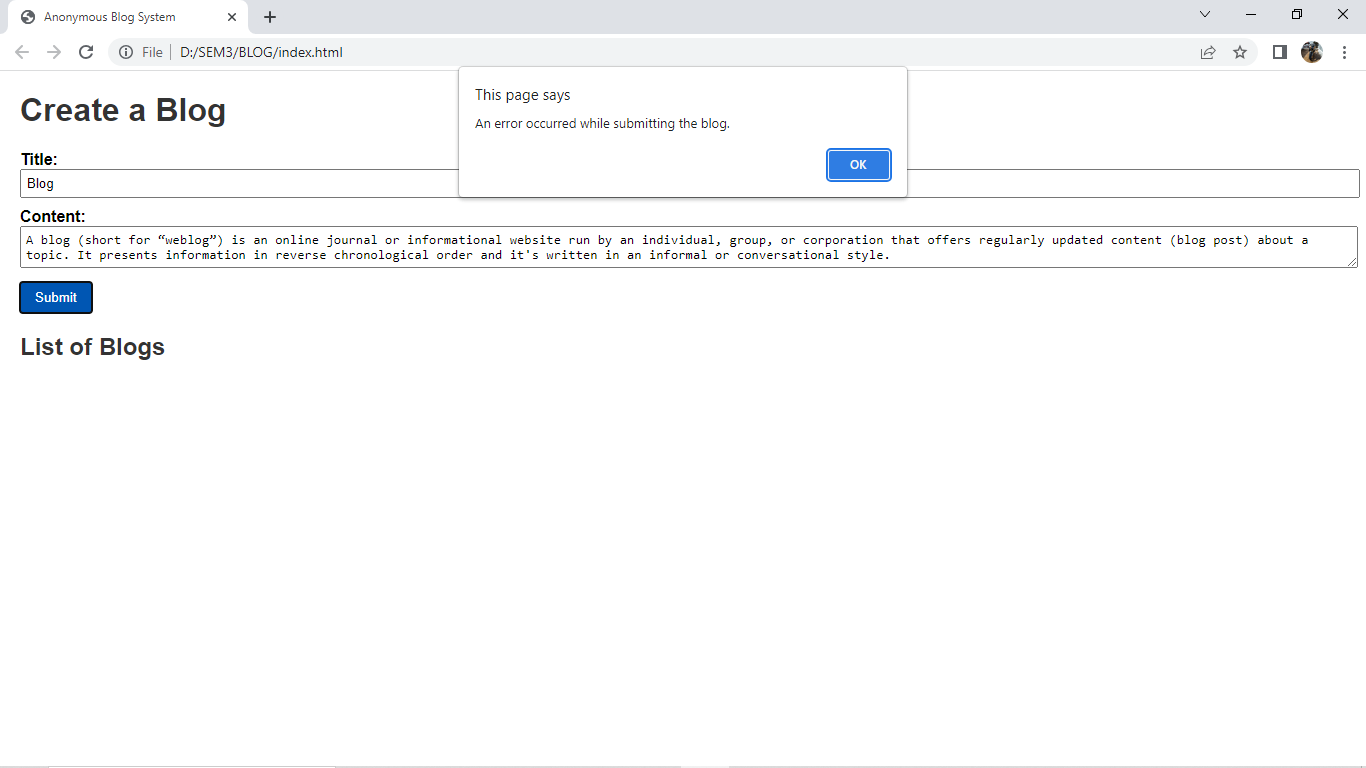 Anonymous Blog System
File
D:/SEM3/BLOG/index.html
This page says
An error occurred while submitting the blog.
OK
Create a Blog
Title:
Blog
Content:
A blog (short for “weblog”) is an online journal or informational website run by an individual, group, or corporation that offers regularly updated content (blog post) about a
topic. It presents information in reverse chronological order and it's written in an informal or conversational style.
Submit
List of Blogs